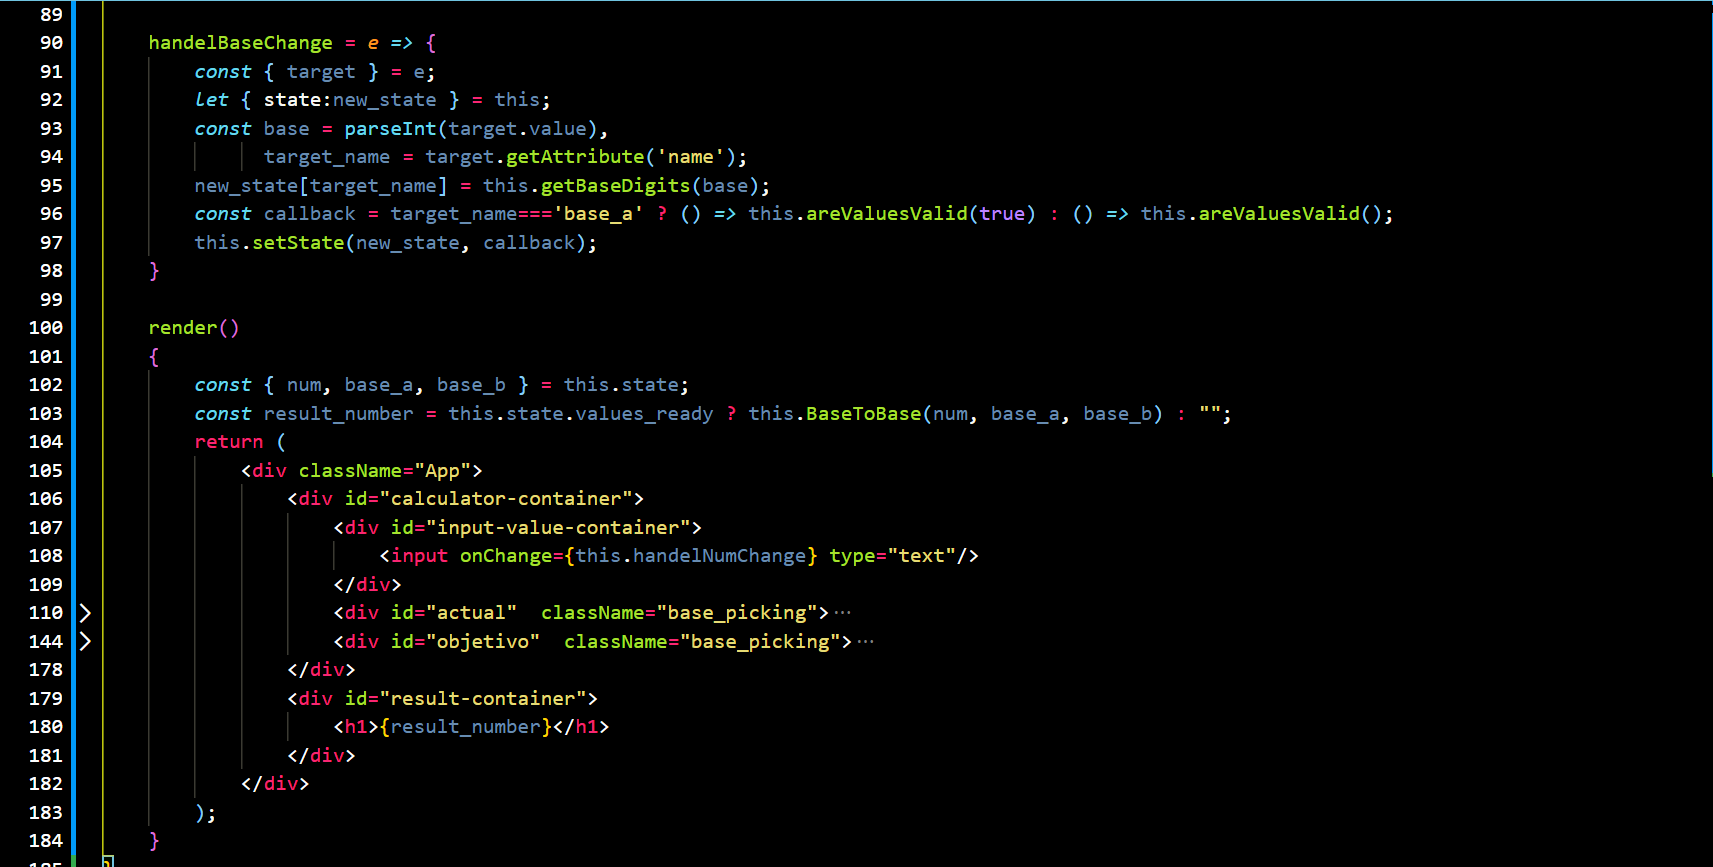 89
90 handelBaseChange = e => {
91 const { target } = e;
92 let { state:new_state } = this;
93 const base = parseInt(target.value),
94 target_name = target.getAttribute('name');
95 new_state[target_name] = this.getBaseDigits(base);
96 const callback = target_name==='base_a' ? () => this.areValuesValid(true) : () => this.areValuesValid();
97 this.setState(new_state, callback);
98 }
99
100 render()
101 {
102 const { num, base_a, base_b } = this.state;
103 const result_number = this.state.values_ready ? this.BaseToBase(num, base_a, base_b) : "";
104 return (
105 <div className="App">
106 <div id="calculator-container">
107 <div id="input-value-container">
108 <input onChange={this.handelNumChange} type="text"/>
109 </div>
110 <div id="actual"  className="base_picking">···
144 <div id="objetivo"  className="base_picking">···
178 </div>
179 <div id="result-container">
180 <h1>{result_number}</h1>
181 </div>
182 </div>
183 );
184 }